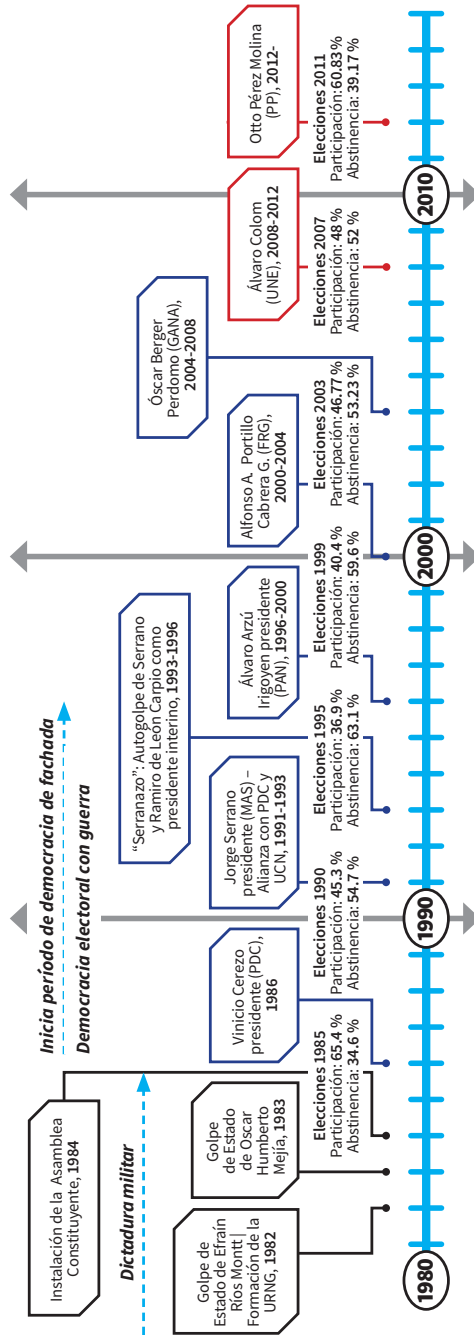 Instalación de la Asamblea
Constituyente, 1984
Inicia período de democracia de fachada
Democracia electoral con guerra
Dictadura militar
Golpe de
Estado de Efraín
Ríos Montt |
Formación de la
URNG, 1982
Golpe
de Estado
de Oscar
Humberto
Mejía, 1983
Vinicio Cerezo
presidente (PDC),
1986
"Serranazo": Autogolpe de Serrano
y Ramiro de León Carpio como
presidente interino, 1993-1996
Jorge Serrano
presidente (MAS) –
Alianza con PDC y
UCN, 1991-1993
Álvaro Arzú
Irigoyen presidente
(PAN), 1996-2000
Alfonso A. Portillo
Cabrera G. (FRG),
2000-2004
Óscar Berger
Perdomo (GANA),
2004-2008
Álvaro Colom
(UNE), 2008-2012
Otto Pérez Molina
(PP), 2012-
Elecciones 1985
Participación: 65.4 %
Abstinencia: 34.6 %
Elecciones 1990
Participación: 45.3 %
Abstinencia: 54.7 %
Elecciones 1995
Participación: 36.9 %
Abstinencia: 63.1 %
Elecciones 1999
Participación: 40.4 %
Abstinencia: 59.6 %
Elecciones 2003
Participación: 46.77 %
Abstinencia: 53.23 %
Elecciones 2007
Participación: 48 %
Abstinencia: 52 %
Elecciones 2011
Participación:60.83 %
Abstinencia: 39.17 %
1980
1990
2000
2010